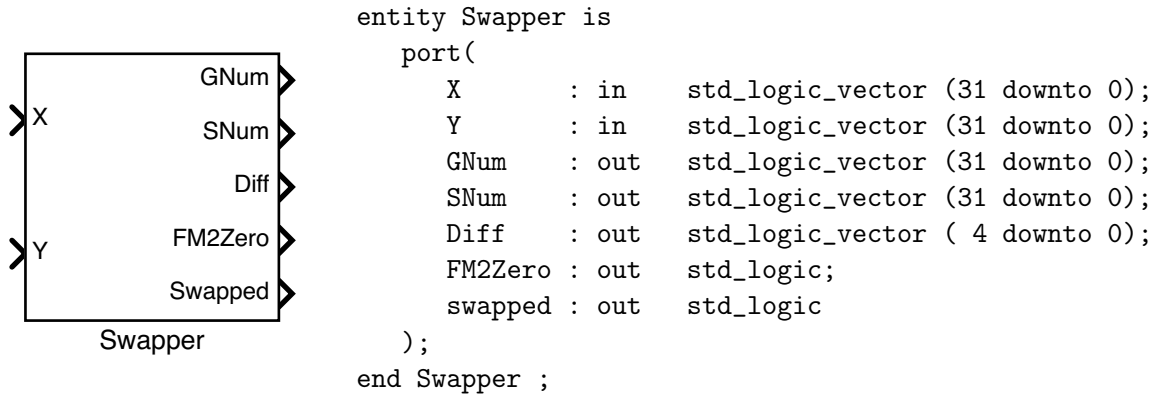 GNum
X
SNum
Diff
Y
FM2Zero
Swapped
Swapper
entity Swapper is
port(
X : in std_logic_vector (31 downto 0);
Y : in std_logic_vector (31 downto 0);
GNum : out std_logic_vector (31 downto 0);
SNum : out std_logic_vector (31 downto 0);
Diff : out std_logic_vector ( 4 downto 0);
FM2Zero : out std_logic;
swapped : out std_logic
);
end Swapper ;